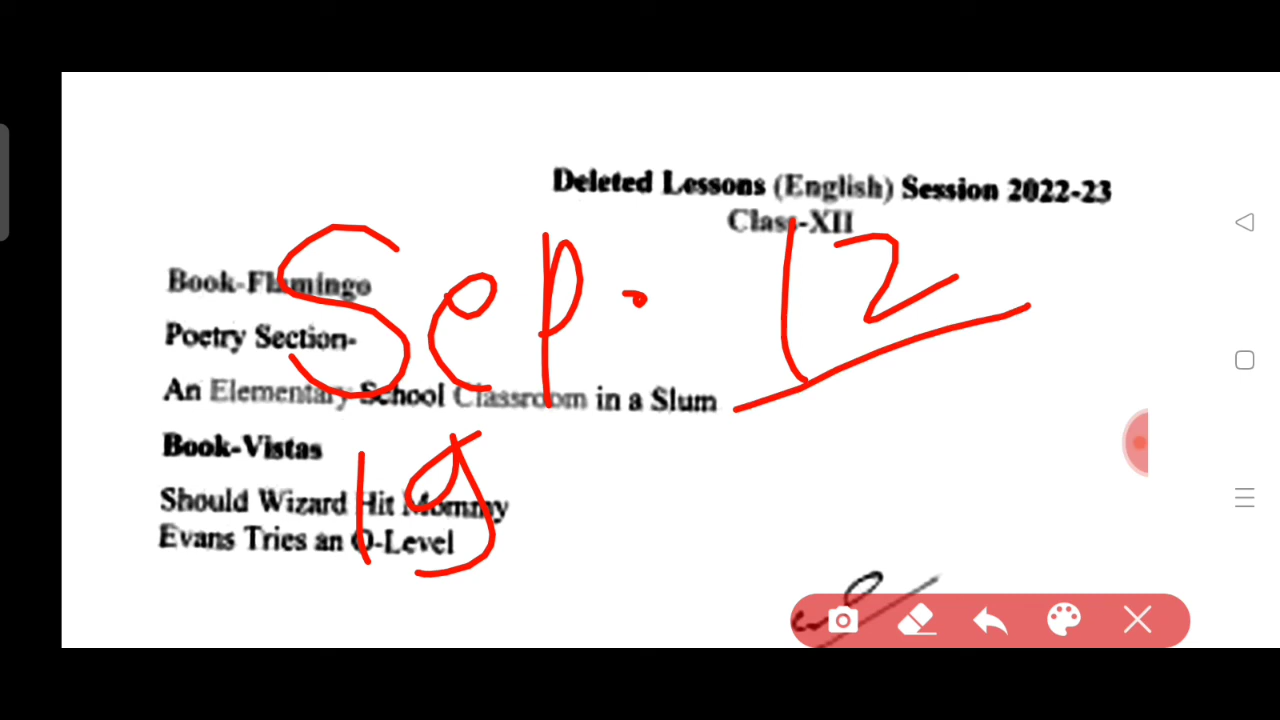 Deleted Lessons (English) Session 2022-23
Class-XII
Book-Flamingo
Sep. 12
Poetry Section-
An Elementary School Classroom in a Slum
Book-Vistas
19
Should Wizard Hit Mommy
Evans Tries an O-Level